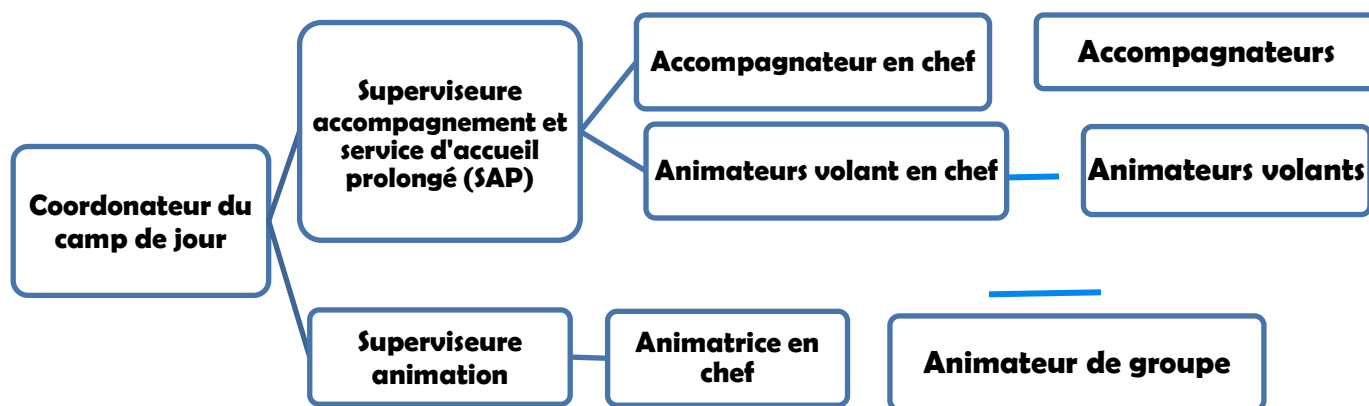 Coordonateur du
camp de jour
Superviseure
accompagnement et
service d'accueil
prolongé (SAP)
Accompagnateur en chef
Accompagnateurs
Animateurs volant en chef
Animateurs volants
Superviseure
animation
Animatrice en
chef
Animateur de groupe